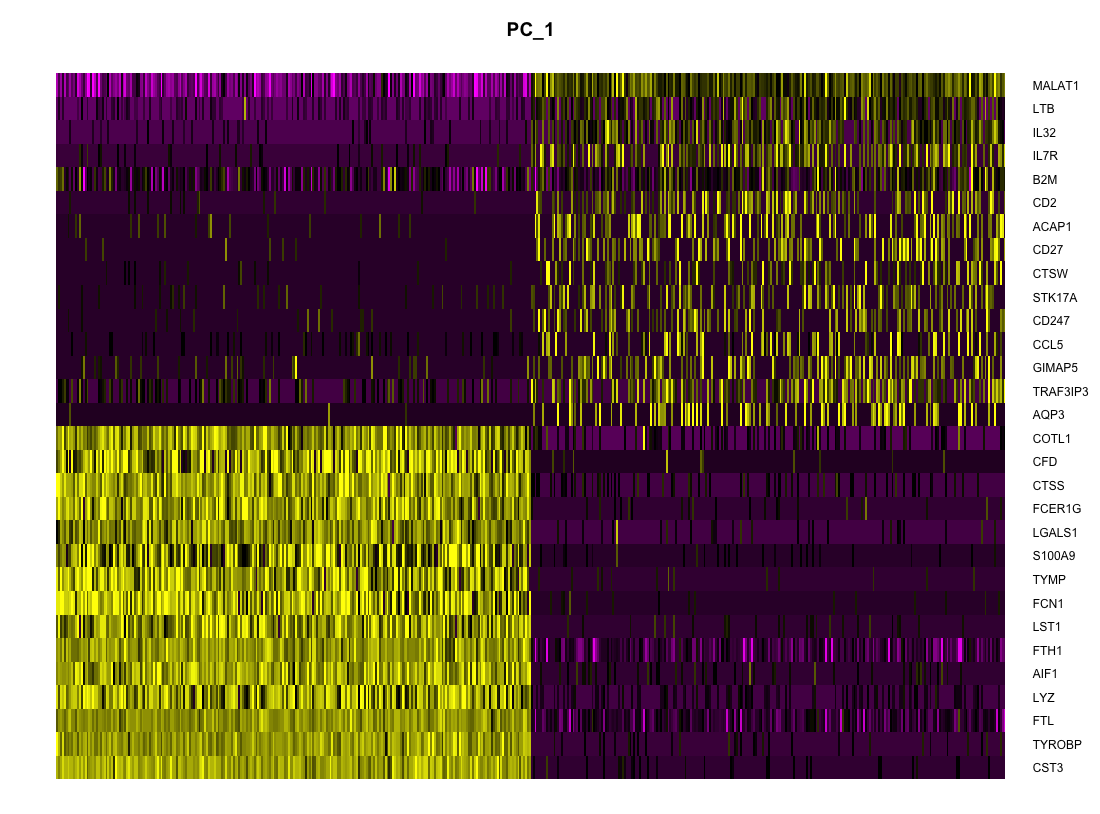 PC_1
MALAT1
LTB
IL32
IL7R
B2M
CD2
ACAP1
CD27
CTSW
STK17A
CD247
CCL5
GIMAP5
TRAF3IP3
AQP3
COTL1
CFD
CTSS
FCER1G
LGALS1
S100A9
TYMP
FCN1
LST1
FTH1
AIF1
LYZ
FTL
TYROBP
CST3